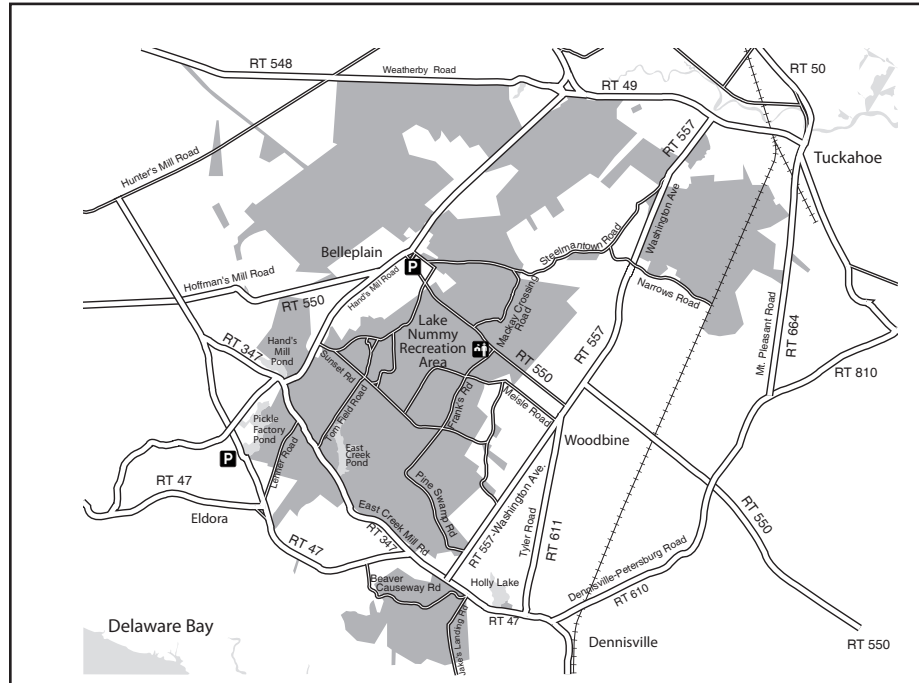 RT 548
Weatherby Road
RT 49
RT 50
Hunter's Mill Road
RT 557
Tuckahoe
Belleplain
P
Steelmantown Road
Washington Ave
Hoffman's Mill Road
RT 550
Hand's Mill Road
Mackay Crossing
Road
Narrows Road
Lake
Nummy
Recreation
Area
Hand's
Mill
Pond
RT 347
Sunset Rd
RT 550
RT 557
Mt. Pleasant Road
RT 664
RT 810
Tom Field Road
Frank's Rd
Meisle Road
Pickle
Factory
Pond
P
Lehner Road
East
Creek
Pond
Woodbine
RT 47
Eldora
Pine Swamp Rd
East Creek Mill Rd
RT 347
RT 557-Washington Ave.
Tyler Road
RT 611
RT 550
RT 47
Dennisville-Petersburg Road
RT 610
Beaver
Causeway Rd
Holly Lake
RT 47
Jake's Landing Rd
Delaware Bay
Dennisville
RT 550